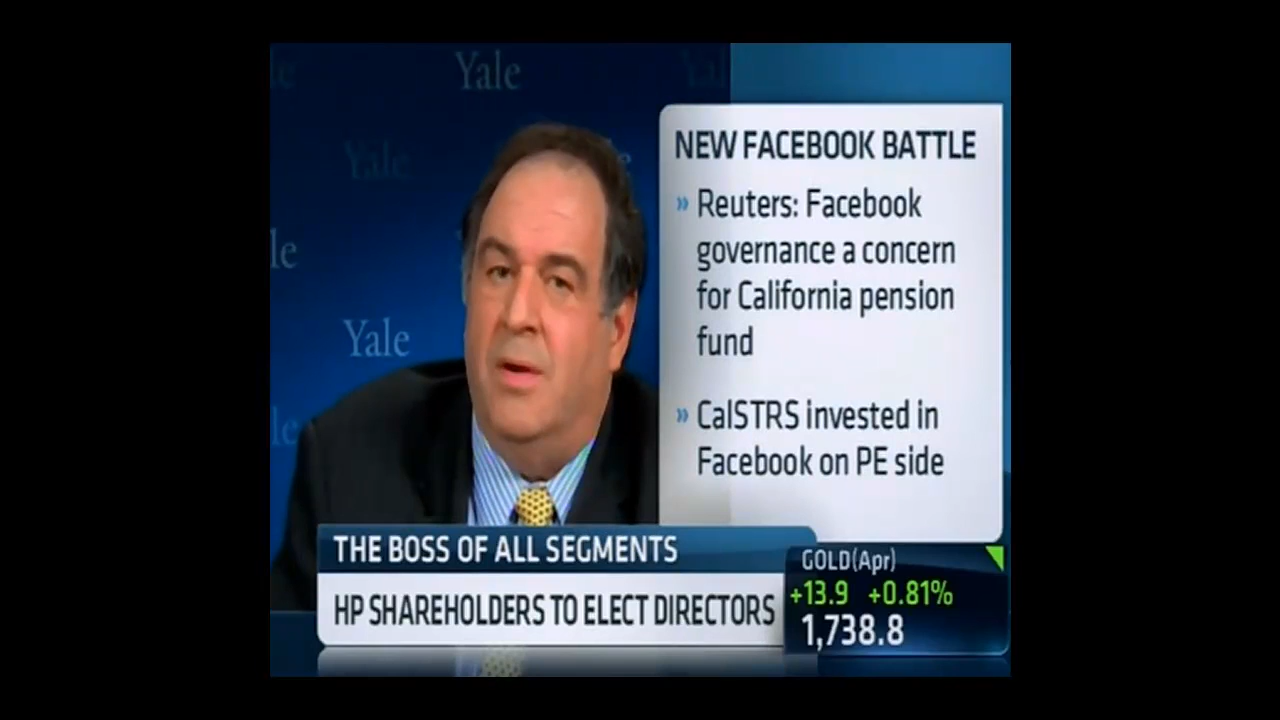 Yale
Yale
Yale
NEW FACEBOOK BATTLE
» Reuters: Facebook
governance a concern
for California pension
fund
» CalSTRS invested in
Facebook on PE side
THE BOSS OF ALL SEGMENTS
HP SHAREHOLDERS TO ELECT DIRECTORS
GOLD(Apr)
+13.9 +0.81%
1,738.8